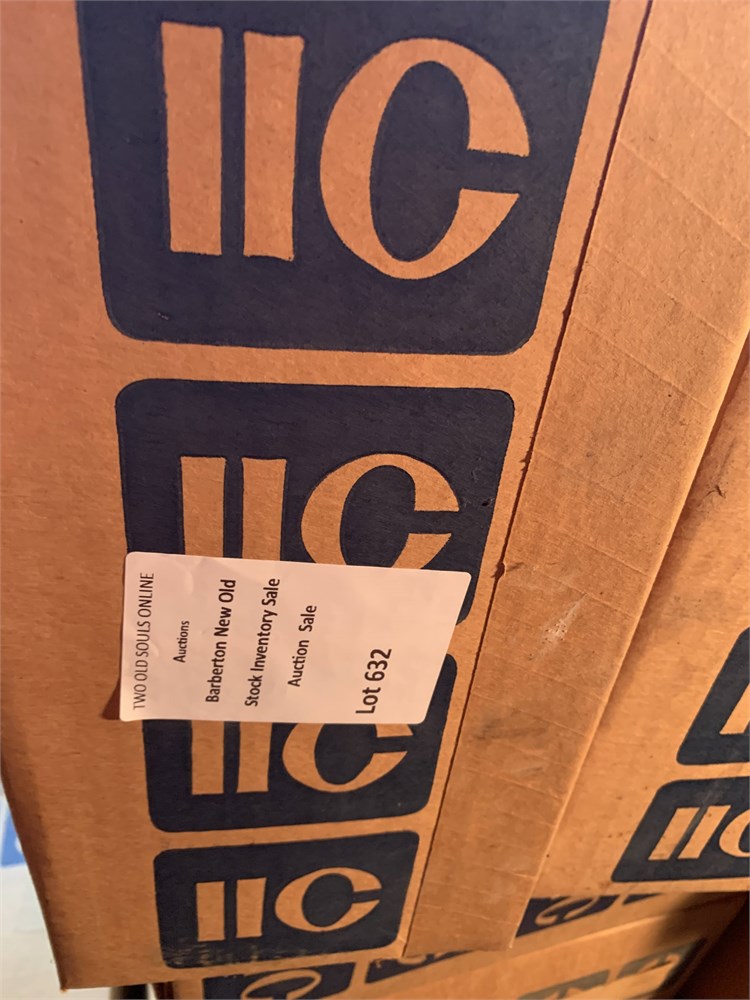 IIC
IIC
TWO OLD SOULS ONLINE
Auctions
Barberton New Old
Stock Inventory Sale
Auction Sale
Lot 632
IIC
IIC
IIC